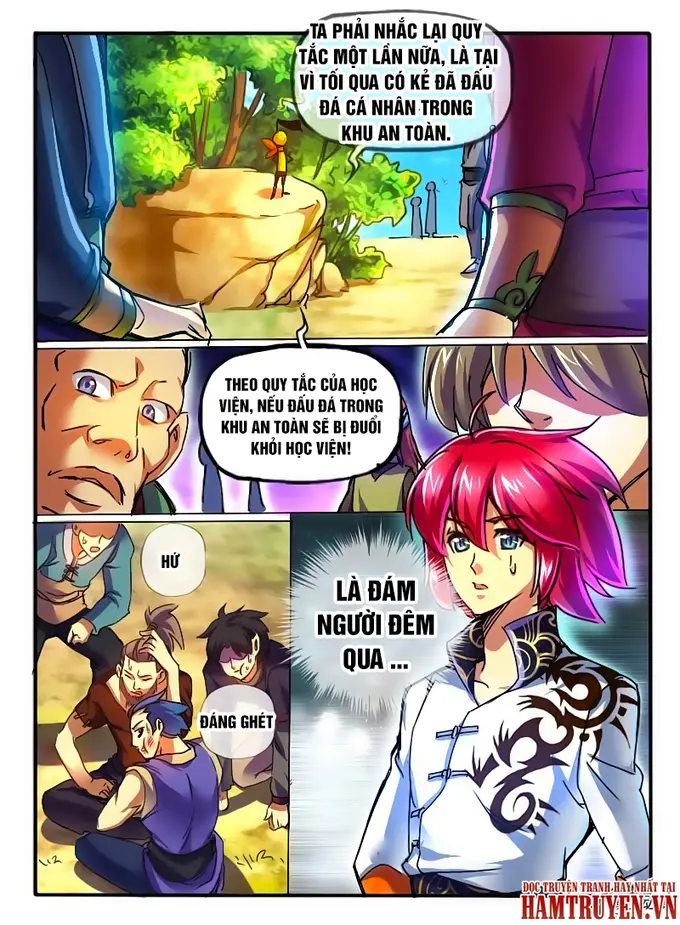 TA PHẢI NHẮC LẠI QUY
TẮC MỘT LẦN NỮA, LÀ TẠI
VÌ TỐI QUA CÓ KẺ ĐÃ ĐẤU
ĐÁ CÁ NHÂN TRONG
KHU AN TOÀN.
THEO QUY TẮC CỦA HỌC
VIỆN, NẾU ĐẤU ĐÁ TRONG
KHU AN TOÀN SẼ BỊ ĐUỔI
KHỎI HỌC VIỆN!
HỨ
ĐÁNG GHÉT
LÀ ĐÁM
NGƯỜI ĐÊM
QUA ...
ĐỌC TRUYỆN TRANH HAY NHẤT TẠI
HAMTRUYEN.VN